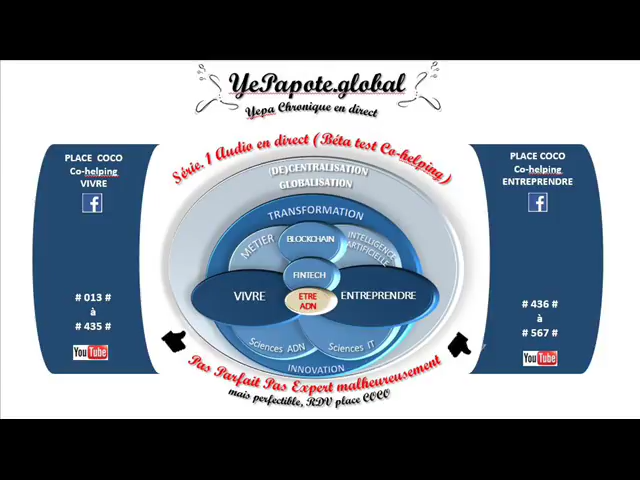 YePapote.global
Yepa Chronique en direct
Série.1 Audio en direct (Béta test Co-helping)
PLACE COCO
Co-helping
VIVRE
f
# 013 #
à
# 435 #
YouTube
(DE)CENTRALISATION
GLOBALISATION
TRANSFORMATION
METIER
BLOCKCHAIN
INTELLIGENCE
ARTIFICIELLE
FINTECH
VIVRE
ETRE
ADN
ENTREPRENDRE
Sciences ADN
Sciences IT
INNOVATION
PLACE COCO
Co-helping
ENTREPRENDRE
f
# 436 #
à
# 567 #
YouTube
Pas Parfait Pas Expert malheureusement
mais perfectible, RDV place COCO